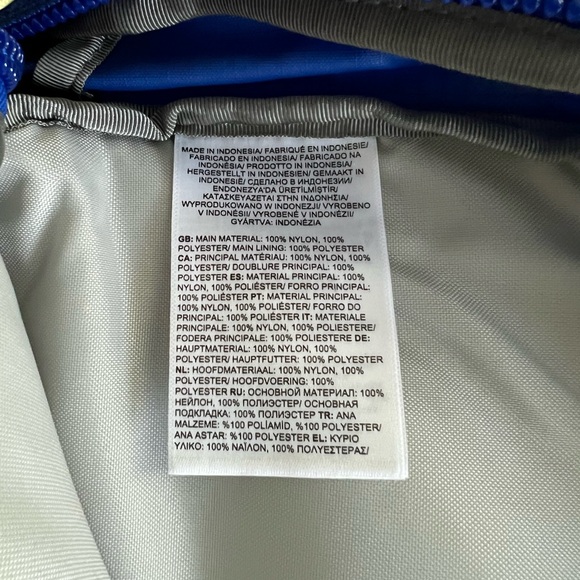 MADE IN INDONESIA/ FABRIQUÉ EN INDONESIE/
FABRICADO EN INDONESIA/ FABRICADO NA
INDONÉSIA/ PRODOTTO IN INDONESIA/
HERGESTELLT IN INDONESIEN/ GEMAAKT IN
INDONESIË/ СДЕЛАНО В ИНДОНЕЗИИ/
ENDONEZYA'DA ÜRETİLMİŞTİR/
ΚΑΤΑΣΚΕΥΑΖΕΤΑΙ ΣΤΗΝ ΙΝΔΟΝΗΣΙΑ/
WYPRODUKOWANO W INDONEZJI/ VYROBENO
V INDONÉSII/ VYROBENÉ V INDONÉZII/
GYÁRTVA: INDONÉZIA
GB: MAIN MATERIAL: 100% NYLON, 100%
POLYESTER/ MAIN LINING: 100% POLYESTER
CA: PRINCIPAL MATÉRIAU: 100% NYLON, 100%
POLYESTER/ DOUBLURE PRINCIPAL: 100%
POLYESTER ES: MATERIAL PRINCIPAL: 100%
NYLON, 100% POLIÉSTER/ FORRO PRINCIPAL:
100% POLIÉSTER PT: MATERIAL PRINCIPAL:
100% NYLON, 100% POLIÉSTER/ FORRO DO
PRINCIPAL: 100% POLIÉSTER IT: MATERIALE
PRINCIPALE: 100% NYLON, 100% POLIESTERE/
FODERA PRINCIPALE: 100% POLIESTERE DE:
HAUPTMATERIAL: 100% NYLON, 100%
POLYESTER/ HAUPTFUTTER: 100% POLYESTER
NL: HOOFDMATERIAAL: 100% NYLON, 100%
POLYESTER/ HOOFDVOERING: 100%
POLYESTER RU: ОСНОВНОЙ МАТЕРИАЛ: 100%
НЕЙЛОН, 100% ПОЛИЭСТЕР/ ОСНОВНАЯ
ПОДКЛАДКА: 100% ПОЛИЭСТЕР TR: ANA
MALZEME: %100 POLİAMİD, %100 POLYESTER/
ANA ASTAR: %100 POLYESTER EL: ΚΥΡΙΟ
ΥΛΙΚΟ: 100% ΝΑΪΛΟΝ, 100% ΠΟΛΥΕΣΤΕΡΑΣ/